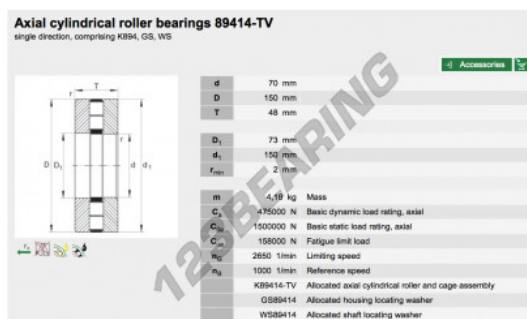 Axial cylindrical roller bearings 89414-TV
single direction, comprising K894, GS, WS
Accessories
d 70 mm
D 150 mm
T 48 mm
D1 73 mm
d1 150 mm
rmin 2 mm
m 4,18 kg Mass
Ca 475000 N Basic dynamic load rating, axial
C0a 1500000 N Basic static load rating, axial
158000 N Fatigue limit load
nG 2650 1/min Limiting speed
nB 1000 1/min Reference speed
K89414-TV Allocated axial cylindrical roller and cage assembly
GS89414 Allocated housing locating washer
WS89414 Allocated shaft locating washer
T
r
r
D D1 d d1
123BEARING